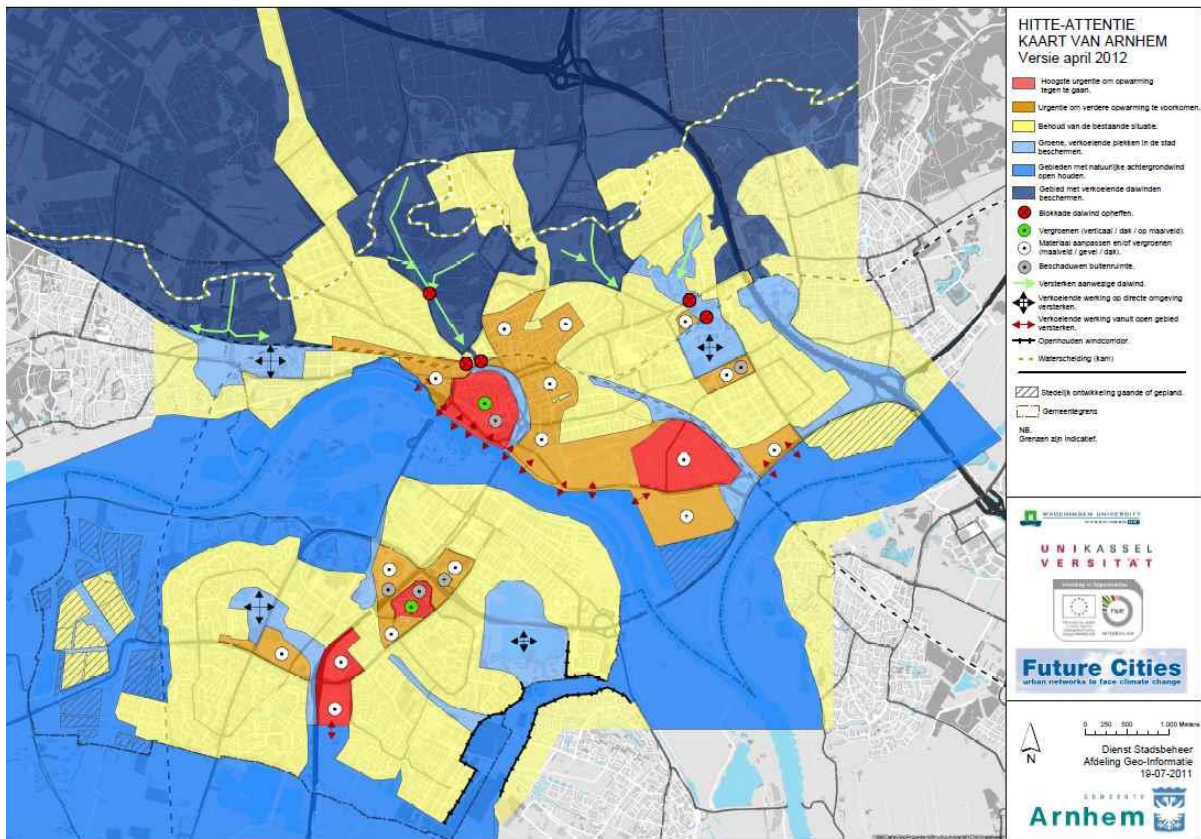 HITTE-ATTENTIE
KAART VAN ARNHEM
Versie april 2012
Hoogste urgentie om opwarming
tegen te gaan.
Urgentie om verdere opwarming te voorkomen.
Behoud van de bestaande situatie.
Groene, verkoelende plekken in de stad
beschermen.
Gebieden met natuurlijke achtergrondwind
open houden.
Gebied met verkoelende dalwinden
beschermen.
Blokkade dalwind opheffen.
Vergroenen (verticaal / dak / op maaiveld).
Materiaal aanpassen en/of vergroenen
(maaiveld / gevel / dak).
Beschaduwen buitenruimte.
Versterken aanwezige dalwind.
Verkoelende werking op directe omgeving
versterken.
Verkoelende werking vanuit open gebied
versterken.
Openhouden windcorridor.
Waterscheiding (kam)
Stedelijk ontwikkeling gaande of gepland.
Gemeentegrens
NB.
Grenzen zijn indicatief.
WAGENINGEN UNIVERSITY
WAGENINGEN UR
UNIKASSEL
VERSITÄT
Future Cities
urban networks to face climate change
0 250 500 1.000 Meters
N
Dienst Stadsbeheer
Afdeling Geo-Informatie
19-07-2011
GEMEENTE
Arnhem